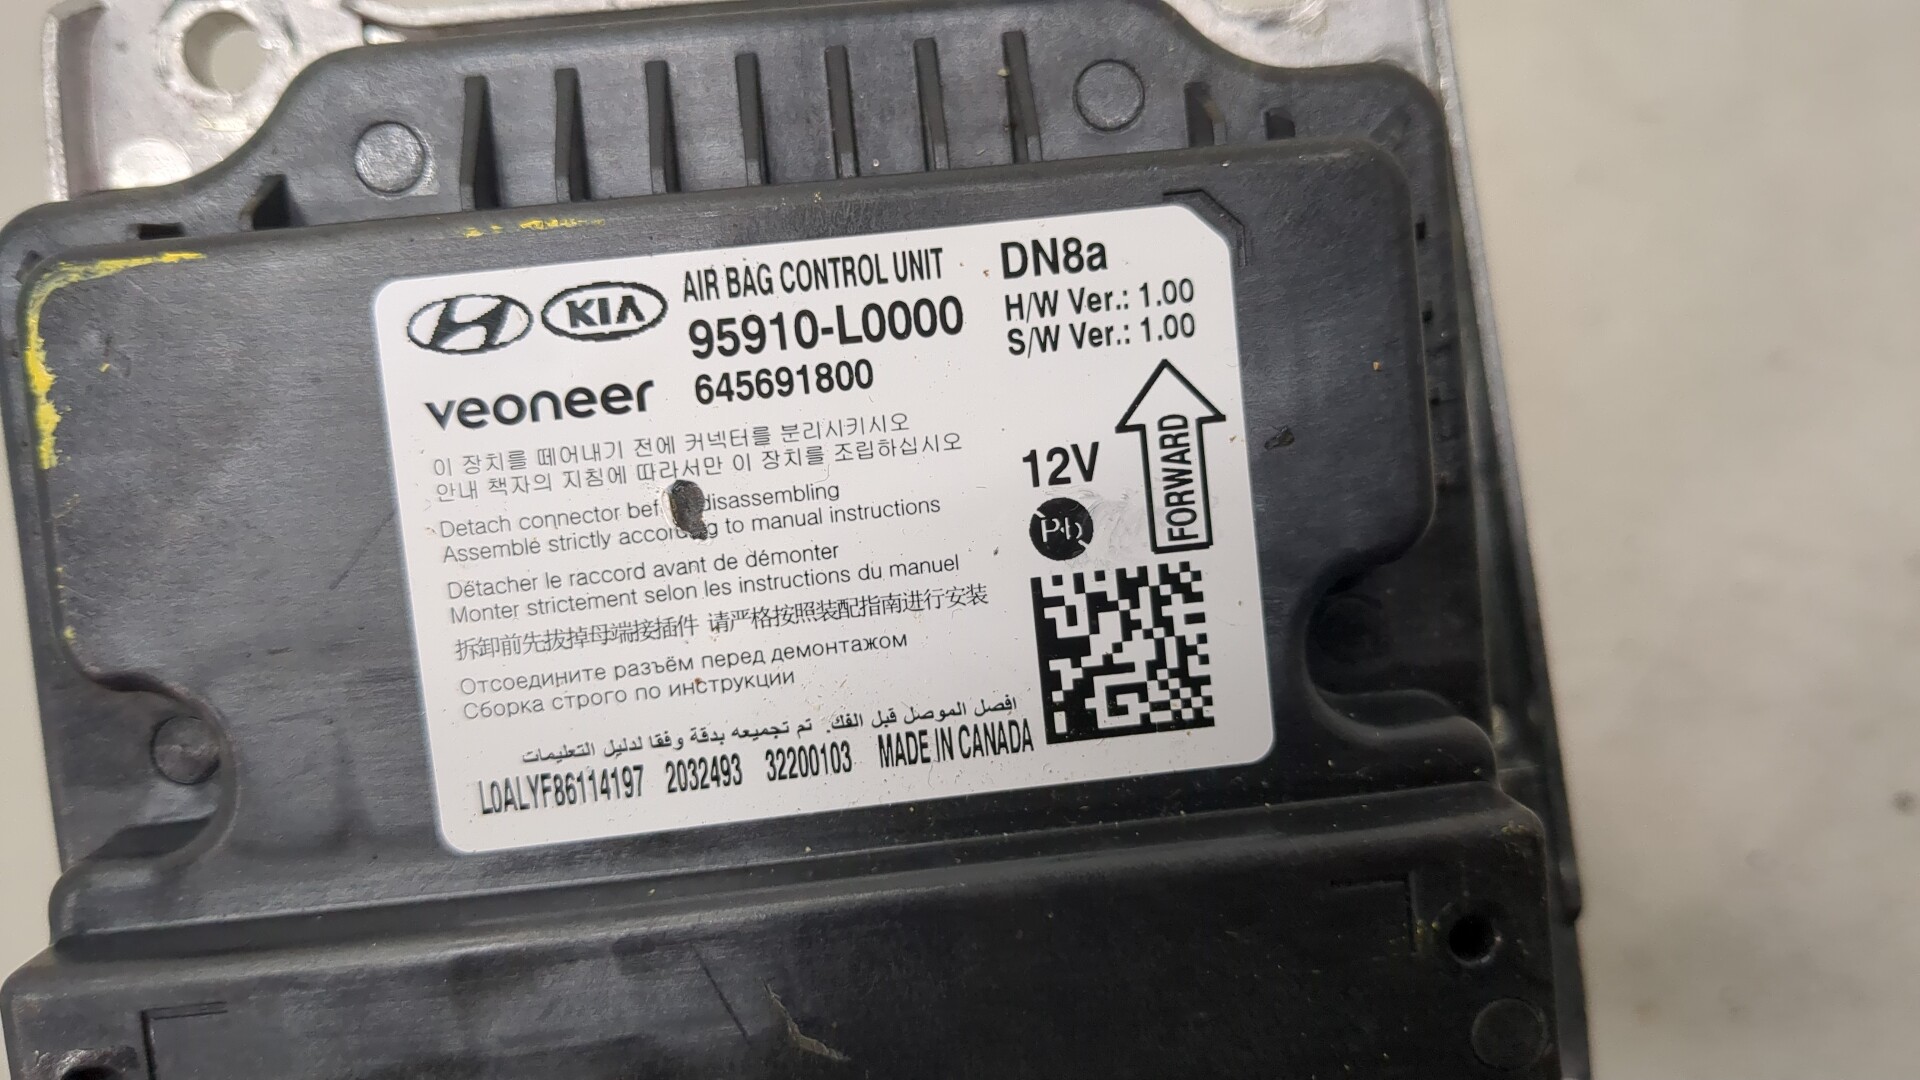 KIA
AIR BAG CONTROL UNIT
95910-L0000
DN8a
H/W Ver.: 1.00
S/W Ver.: 1.00
veoneer
645691800
이 장치를 떼어내기 전에 커넥터를 분리시키시오
안내 책자의 지침에 따라서만 이 장치를 조립하십시오
Detach connector bef disassembling
Assemble strictly according to manual instructions
Détacher le raccord avant de démonter
Monter strictement selon les instructions du manuel
拆卸前先拔掉母端接插件 请严格按照装配指南进行安装
Отсоедините разъём перед демонтажом
Сборка строго по инструкции
افصل الموصل قبل الفك. تم تجميعه بدقة وفقا لدليل التعليمات
L0ALYF86114197 2032493 32200103 MADE IN CANADA
12V
Pb
FORWARD